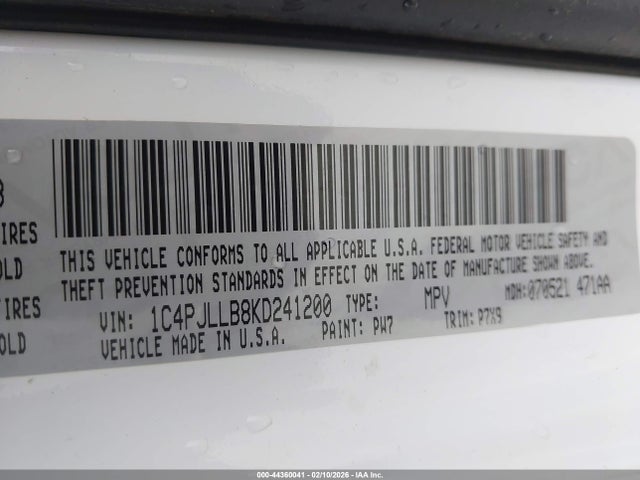 8
IRES
OLD
IRES
OLD
THIS VEHICLE CONFORMS TO ALL APPLICABLE U.S.A. FEDERAL MOTOR VEHICLE SAFETY AND
THEFT PREVENTION STANDARDS IN EFFECT ON THE DATE OF MANUFACTURE SHOWN ABOVE.
VIN: 1C4PJLLB8KD241200 TYPE: MPV MDH:070521 471AA
VEHICLE MADE IN U.S.A. PAINT: PW7 TRIM: P7X9
000-44360041 - 02/10/2026 - IAA Inc.